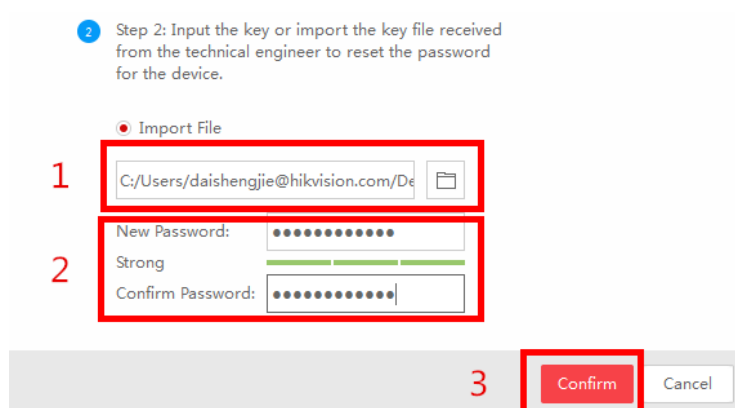 2 Step 2: Input the key or import the key file received
from the technical engineer to reset the password
for the device.
Import File
1 C:/Users/daishengjie@hikvision.com/De
New Password: ●●●●●●●●●●●●
2 Strong
Confirm Password: ●●●●●●●●●●●●
3 Confirm Cancel